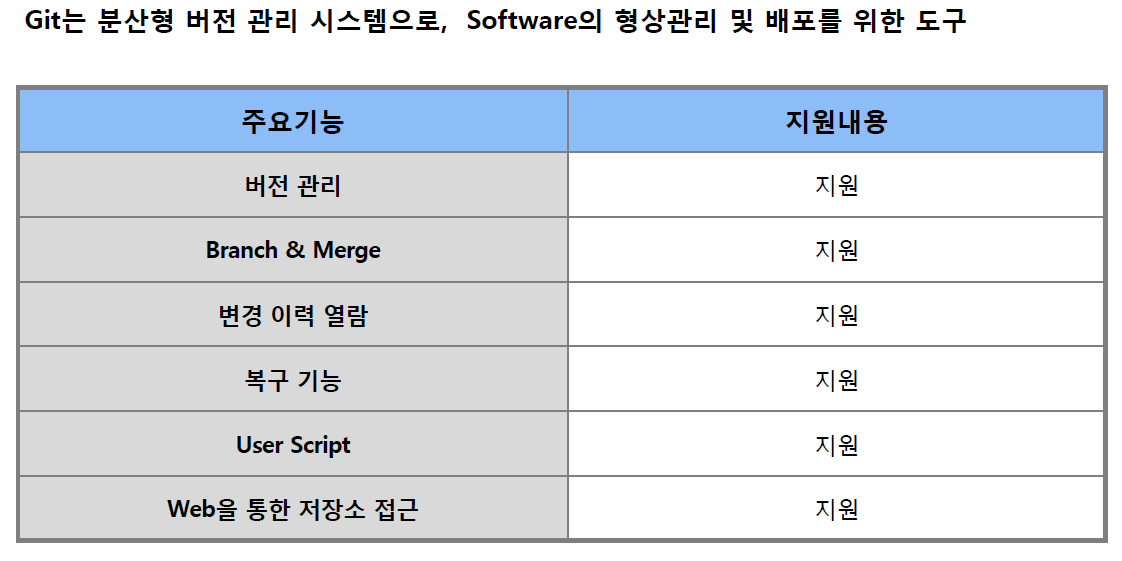 Git는 분산형 버전 관리 시스템으로, Software의 형상관리 및 배포를 위한 도구
주요기능 지원내용
버전 관리 지원
Branch & Merge 지원
변경 이력 열람 지원
복구 기능 지원
User Script 지원
Web을 통한 저장소 접근 지원